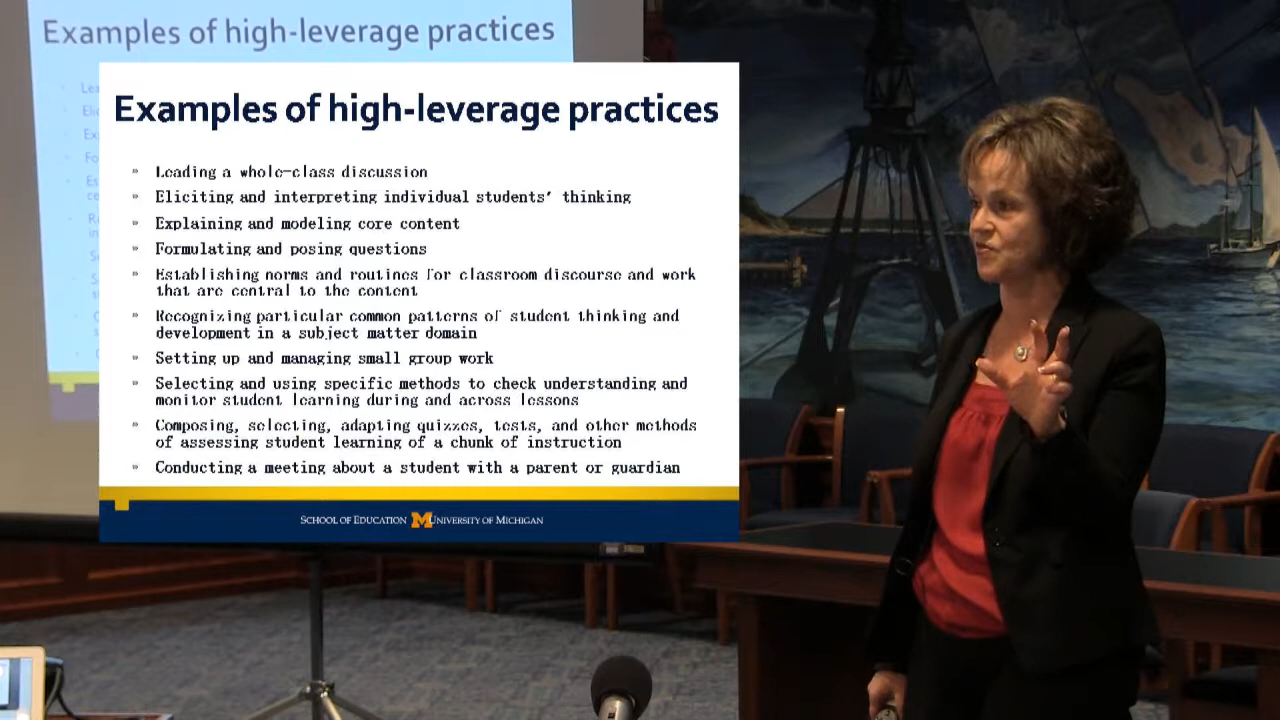 Examples of high-leverage practices
Examples of high-leverage practices
» Leading a whole-class discussion
» Eliciting and interpreting individual students’ thinking
» Explaining and modeling core content
» Formulating and posing questions
» Establishing norms and routines for classroom discourse and work
that are central to the content
» Recognizing particular common patterns of student thinking and
development in a subject matter domain
» Setting up and managing small group work
» Selecting and using specific methods to check understanding and
monitor student learning during and across lessons
» Composing, selecting, adapting quizzes, tests, and other methods
of assessing student learning of a chunk of instruction
» Conducting a meeting about a student with a parent or guardian
SCHOOL OF EDUCATION M UNIVERSITY OF MICHIGAN